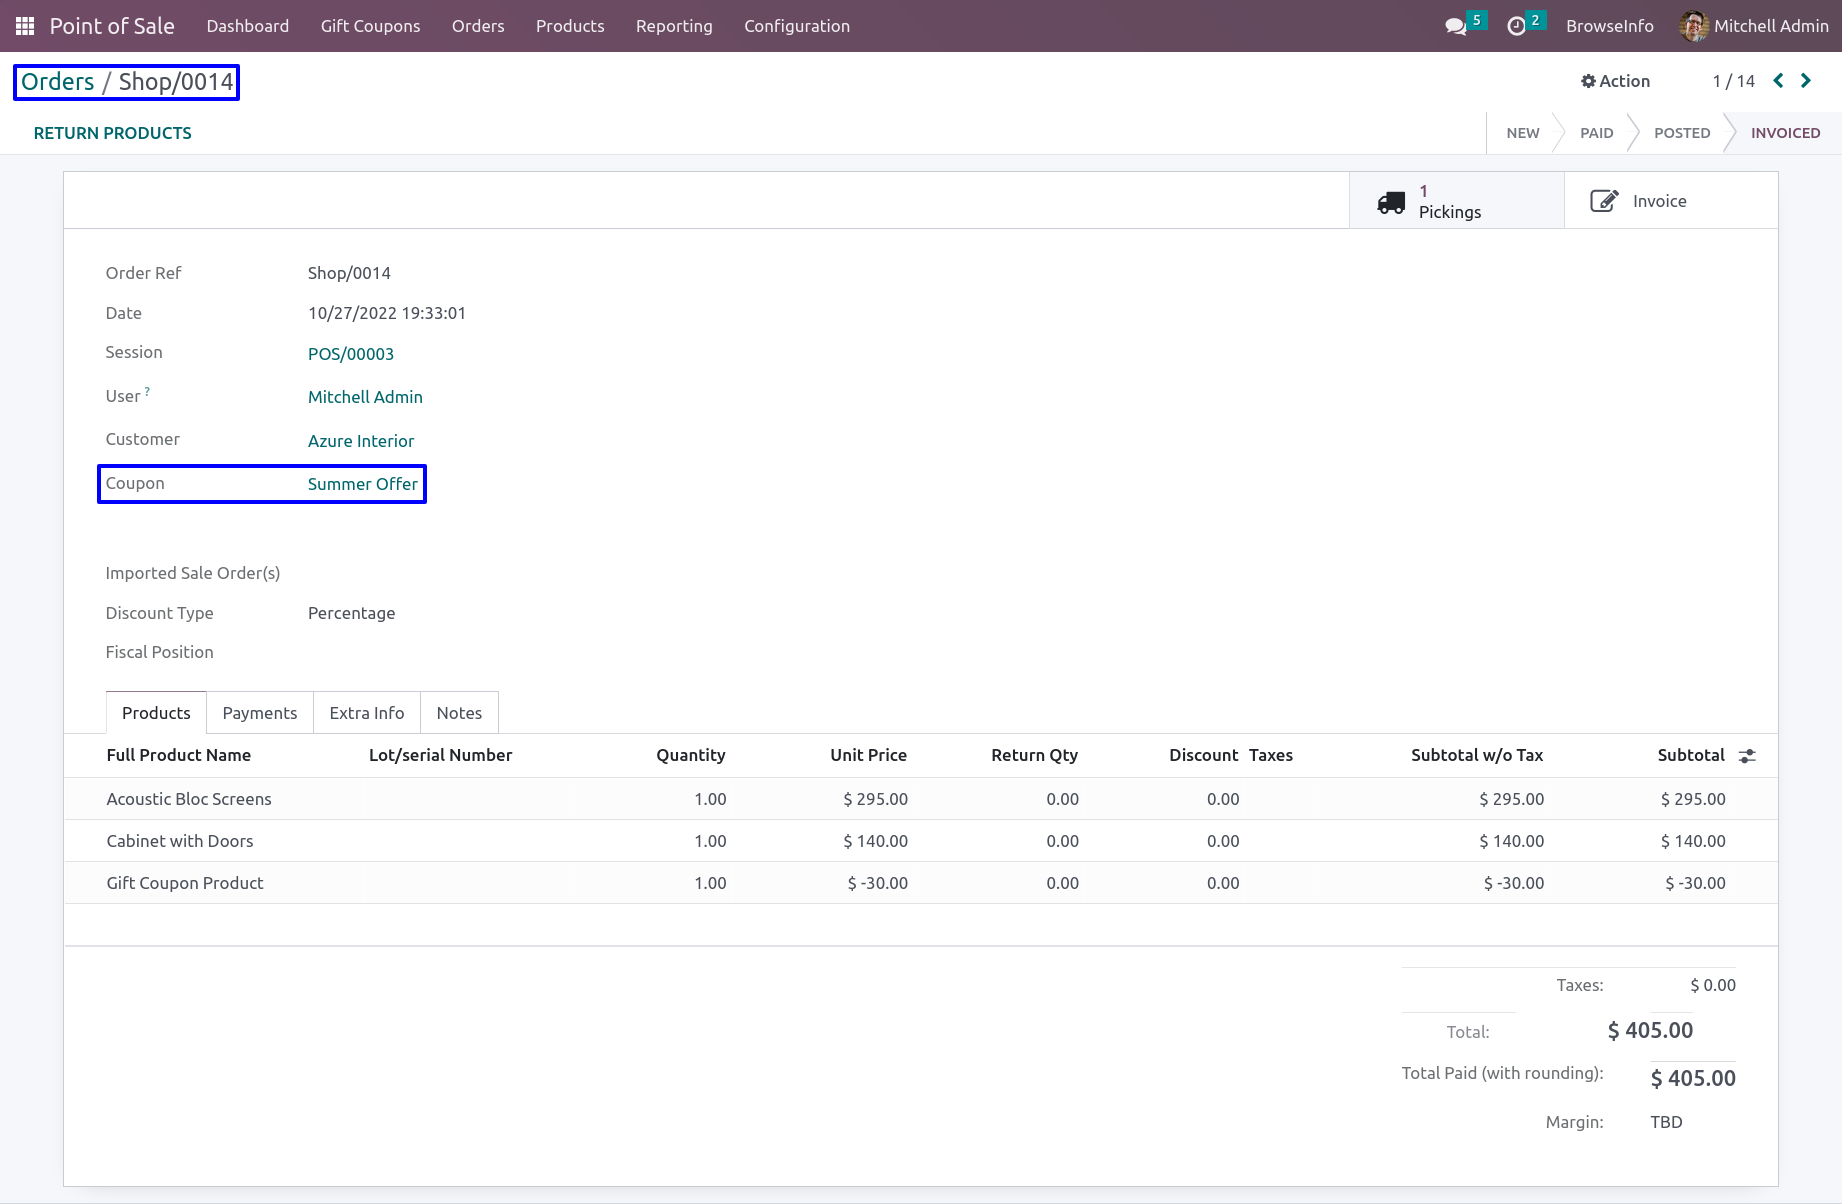 Point of Sale Dashboard Gift Coupons Orders Products Reporting Configuration 5 2 BrowseInfo Mitchell Admin
Orders / Shop/0014 Action 1 / 14
RETURN PRODUCTS NEW PAID POSTED INVOICED
1
Pickings
Invoice
Order Ref Shop/0014
Date 10/27/2022 19:33:01
Session POS/00003
User ? Mitchell Admin
Customer Azure Interior
Coupon Summer Offer
Imported Sale Order(s)
Discount Type Percentage
Fiscal Position
Products Payments Extra Info Notes
Full Product Name Lot/serial Number Quantity Unit Price Return Qty Discount Taxes Subtotal w/o Tax Subtotal
Acoustic Bloc Screens 1.00 $ 295.00 0.00 0.00 $ 295.00 $ 295.00
Cabinet with Doors 1.00 $ 140.00 0.00 0.00 $ 140.00 $ 140.00
Gift Coupon Product 1.00 $ -30.00 0.00 0.00 $ -30.00 $ -30.00
Taxes: $ 0.00
Total: $ 405.00
Total Paid (with rounding): $ 405.00
Margin: TBD